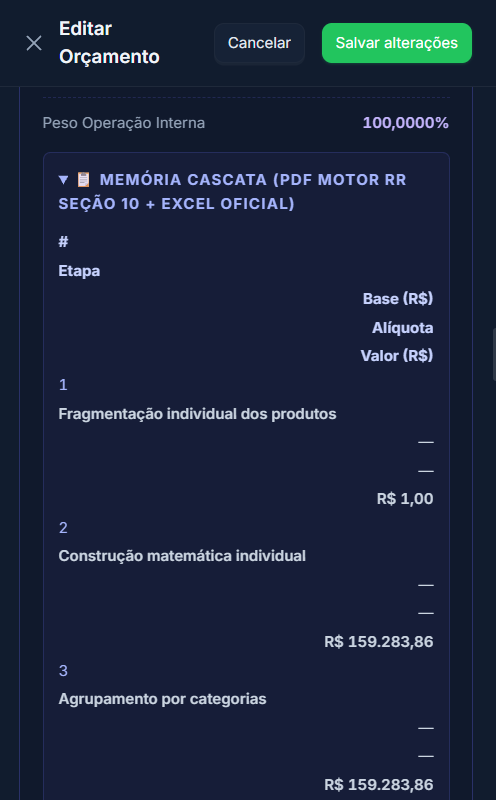 Editar
Orçamento
Cancelar
Salvar alterações
Peso Operação Interna
100,0000%
▼ 📋 MEMÓRIA CASCATA (PDF MOTOR RR
SEÇÃO 10 + EXCEL OFICIAL)
#
Etapa
Base (R$)
Alíquota
Valor (R$)
1
Fragmentação individual dos produtos
—
—
R$ 1,00
2
Construção matemática individual
—
—
R$ 159.283,86
3
Agrupamento por categorias
—
—
R$ 159.283,86